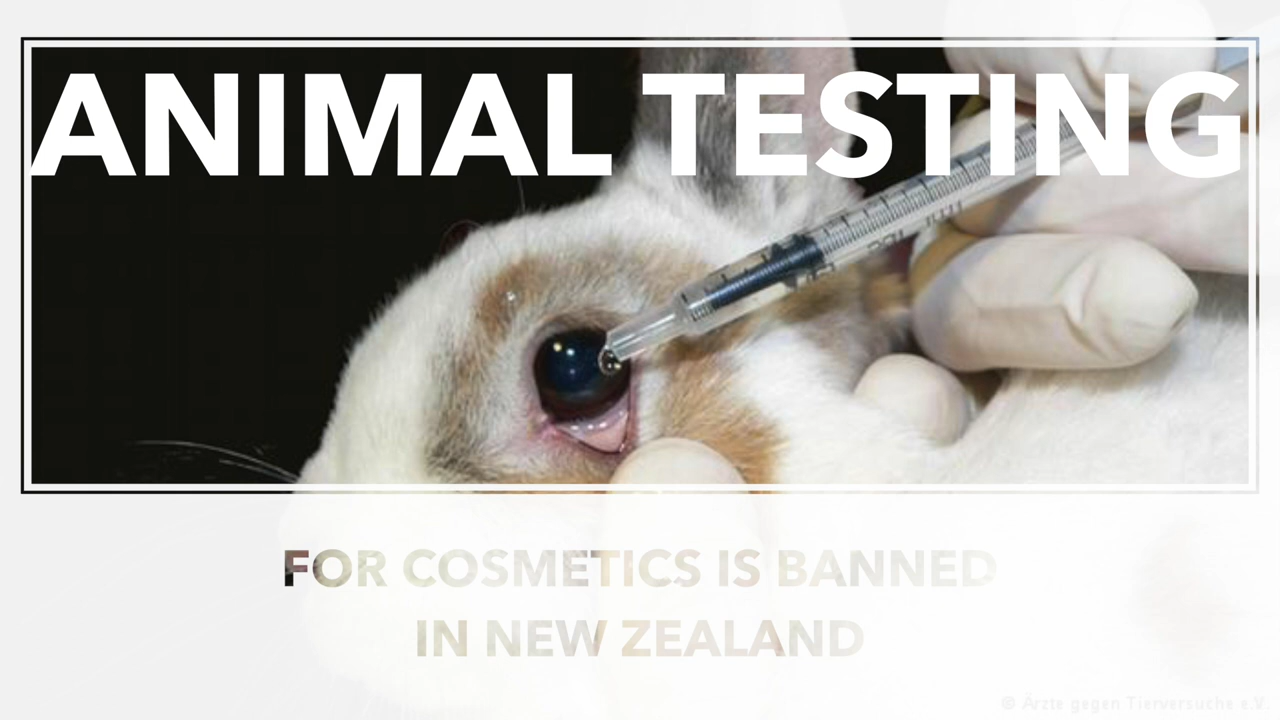 ANIMAL TESTING
FOR COSMETICS IS BANNED
IN NEW ZEALAND
© Ärzte gegen Tierversuche e.V.